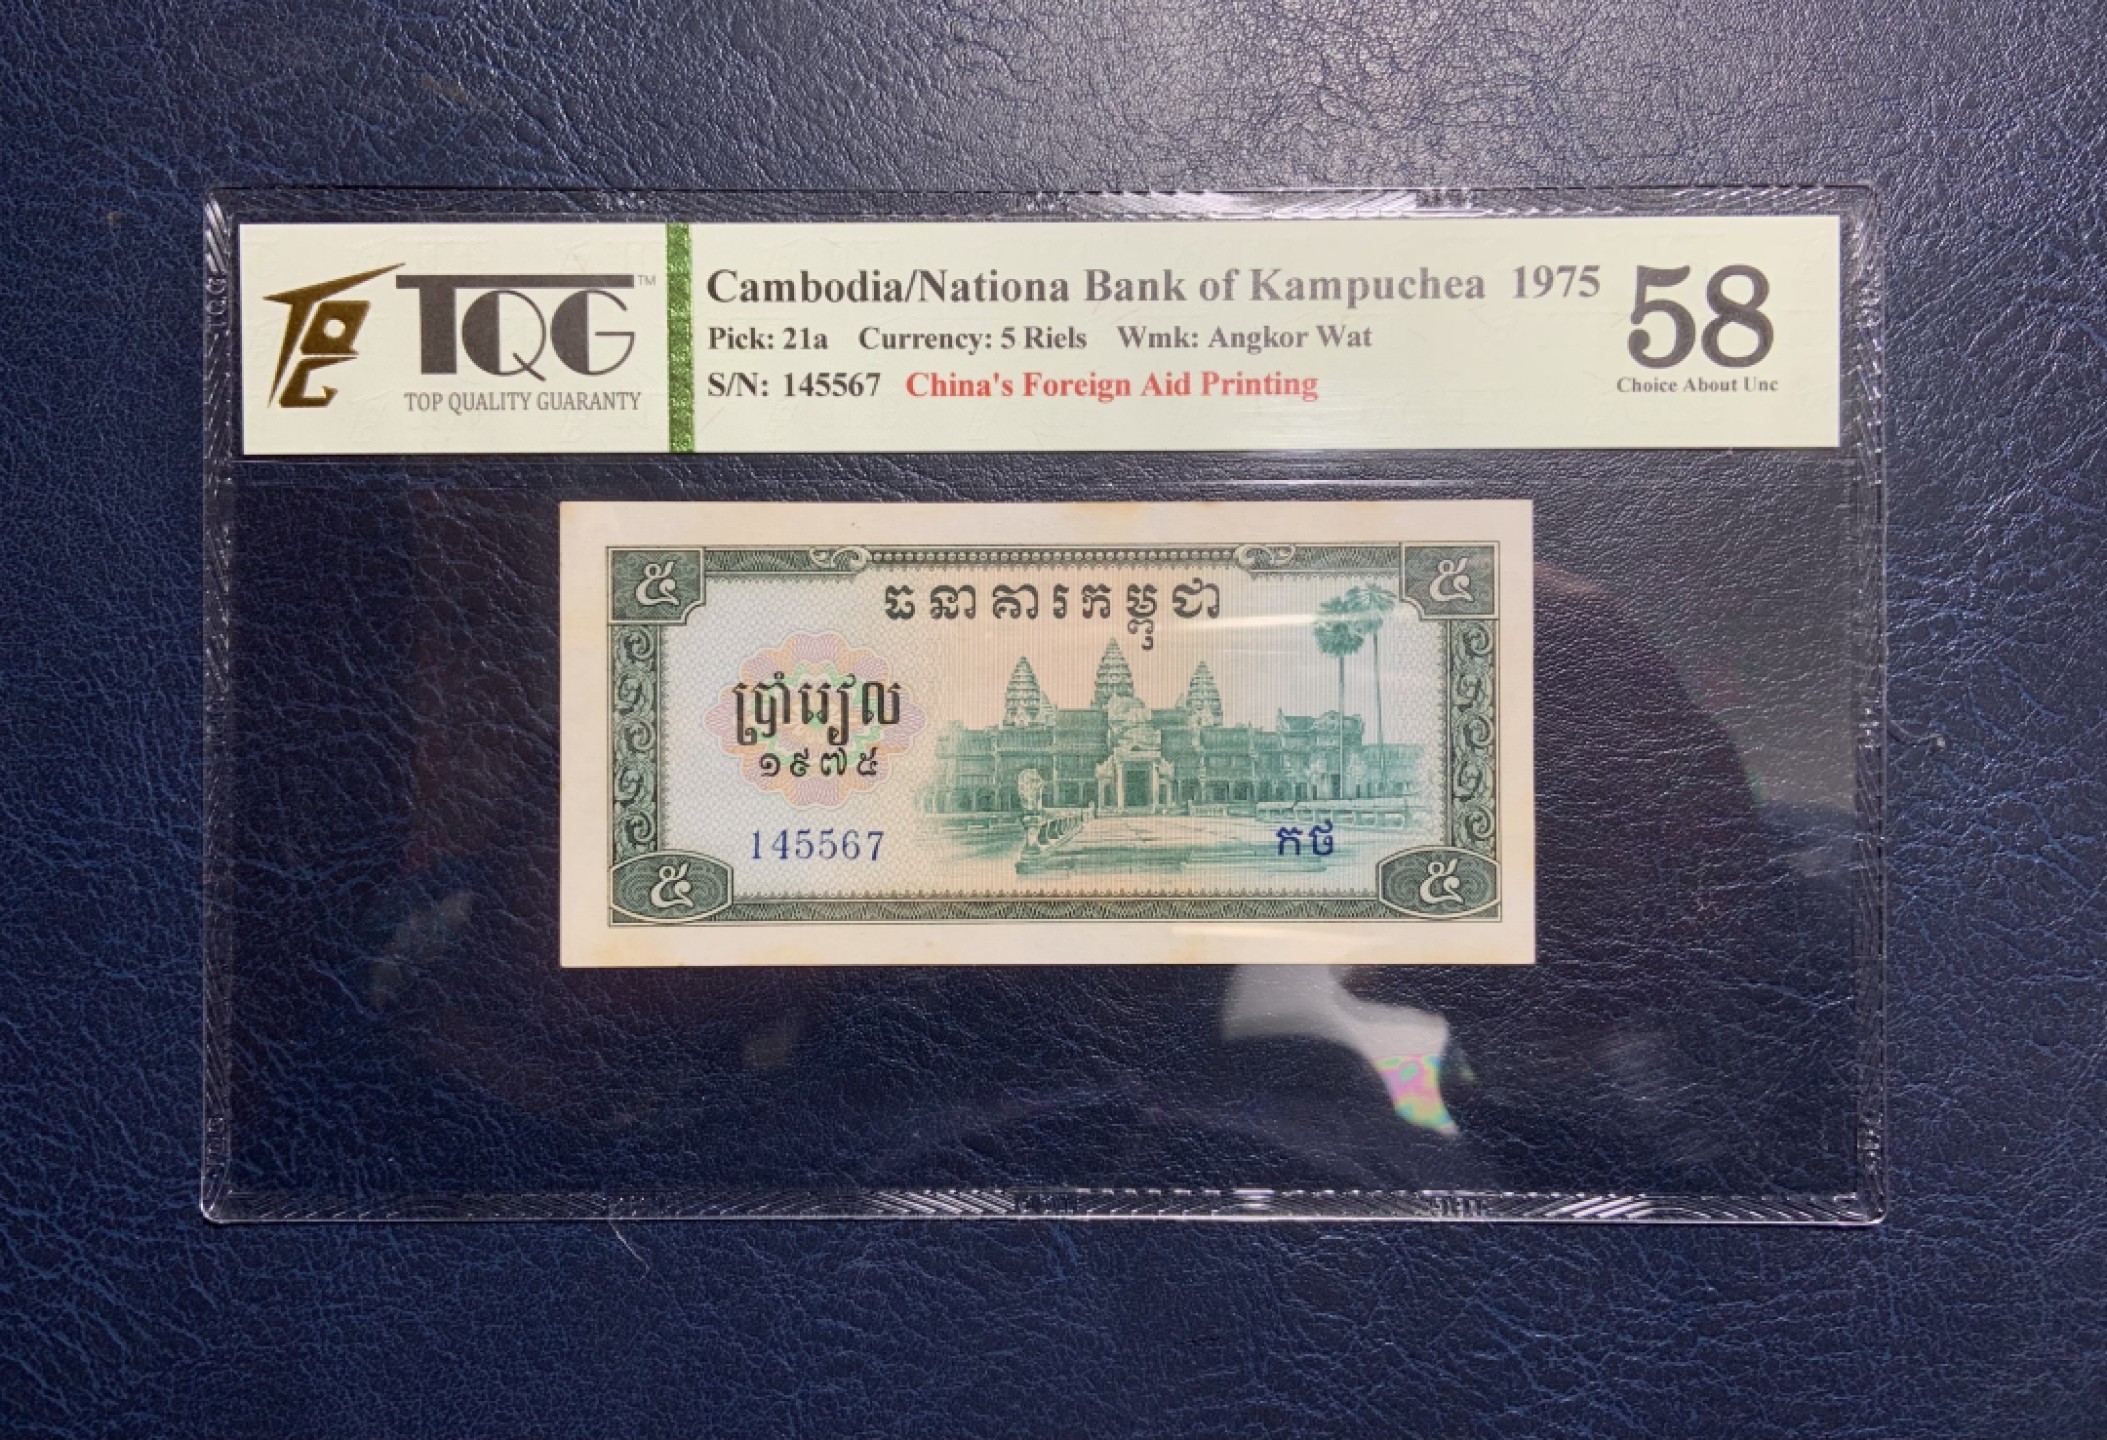 TQG™
TOP QUALITY GUARANTY
Cambodia/Nationa Bank of Kampuchea 1975
Pick: 21a Currency: 5 Riels Wmk: Angkor Wat
S/N: 145567 China's Foreign Aid Printing
58
Choice About Unc
៥ ៥
ធនាគារកម្ពុជា
ប្រាំរៀល
១៩៧៥
145567 កថ
៥ ៥